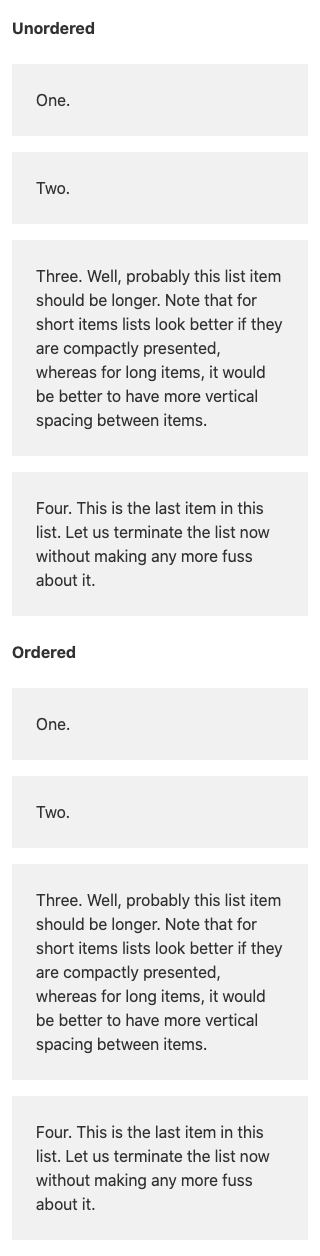 Unordered
One.
Two.
Three. Well, probably this list item
should be longer. Note that for
short items lists look better if they
are compactly presented,
whereas for long items, it would
be better to have more vertical
spacing between items.
Four. This is the last item in this
list. Let us terminate the list now
without making any more fuss
about it.
Ordered
One.
Two.
Three. Well, probably this list item
should be longer. Note that for
short items lists look better if they
are compactly presented,
whereas for long items, it would
be better to have more vertical
spacing between items.
Four. This is the last item in this
list. Let us terminate the list now
without making any more fuss
about it.